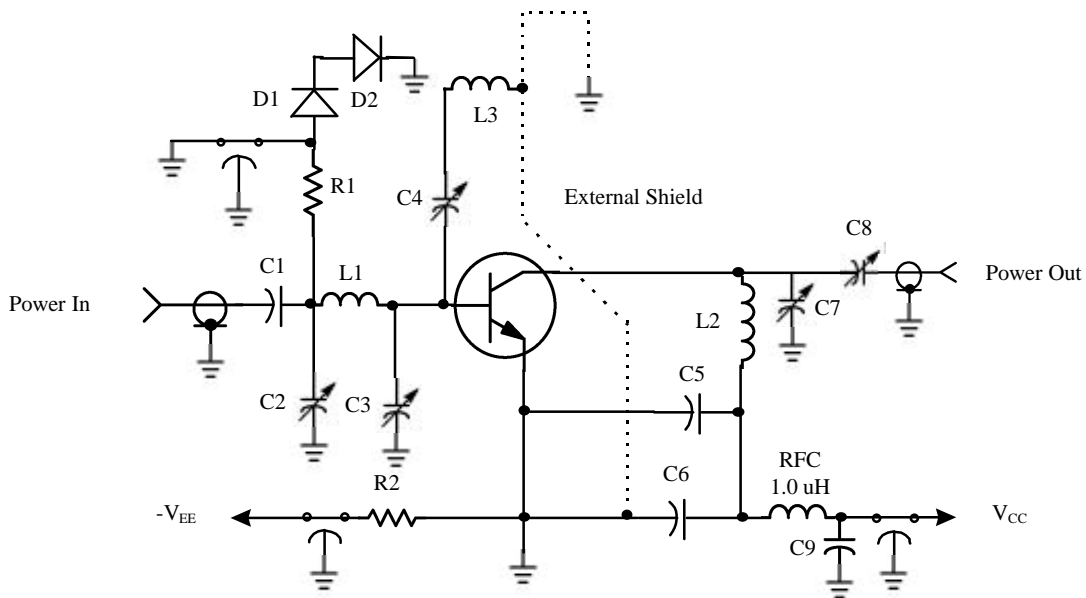 D1
D2
L3
R1
C4
External Shield
C8
C1
L1
Power In
Power Out
C7
L2
C5
C2
C3
RFC
1.0 uH
C6
R2
-VEE
VCC
C9